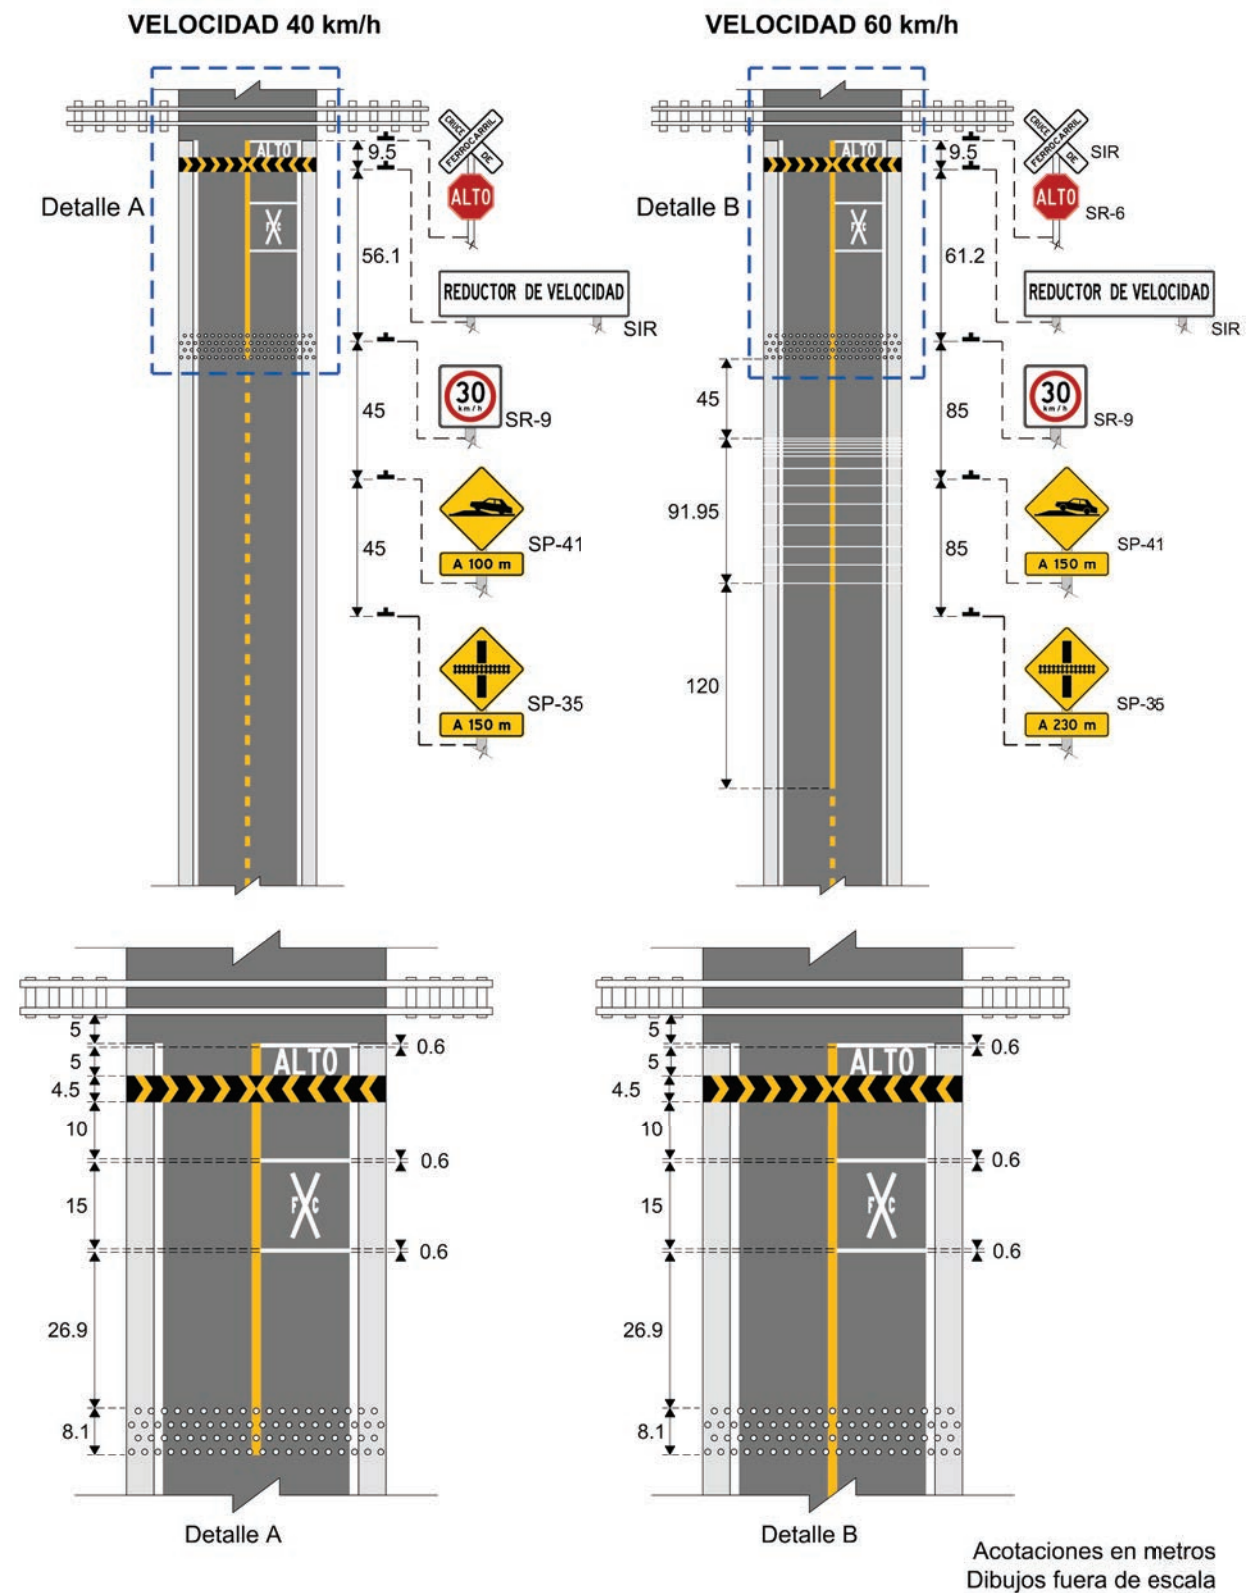 VELOCIDAD 40 km/h
VELOCIDAD 60 km/h
ALTO
9.5
CRUCE DE
FERROCARRIL
ALTO
Detalle A
F C
56.1
REDUCTOR DE VELOCIDAD
SIR
45
30
km/h
SR-9
45
SP-41
A 100 m
SP-35
A 150 m
ALTO
9.5
CRUCE DE
FERROCARRIL
SIR
ALTO
SR-6
Detalle B
F C
61.2
REDUCTOR DE VELOCIDAD
SIR
45
85
30
km/h
SR-9
91.95
85
SP-41
A 150 m
120
SP-35
A 230 m
5
5
0.6
ALTO
4.5
10
0.6
15
F C
0.6
26.9
8.1
Detalle A
5
5
0.6
ALTO
4.5
10
0.6
15
F C
0.6
26.9
8.1
Detalle B
Acotaciones en metros
Dibujos fuera de escala